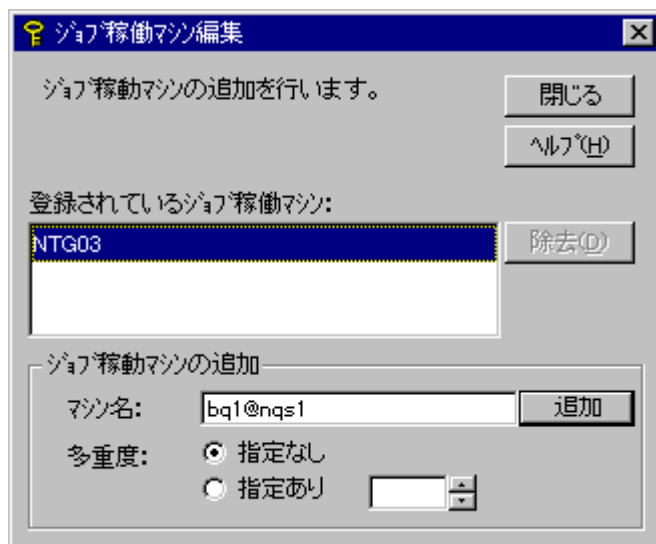 ジョブ稼働マシン編集
ジョブ稼動マシンの追加を行います。
閉じる
ヘルプ(H)
登録されているジョブ稼働マシン:
NTG03
除去(D)
ジョブ稼動マシンの追加
マシン名:
bq1@nqs1
追加
多重度:
指定なし
指定あり